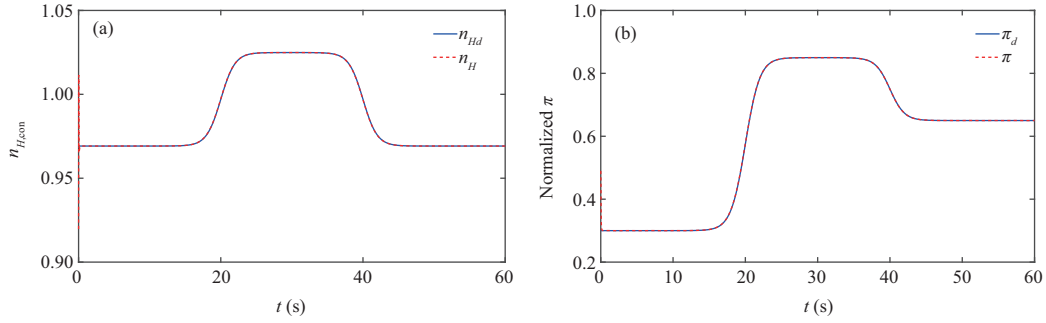 1.05
(a)
n_Hd
n_H
1.00
n_H,con
0.95
0.90
0 20 40 60
t (s)
1.0
(b)
π_d
π
0.8
Normalized π
0.6
0.4
0.2
0 10 20 30 40 50 60
t (s)